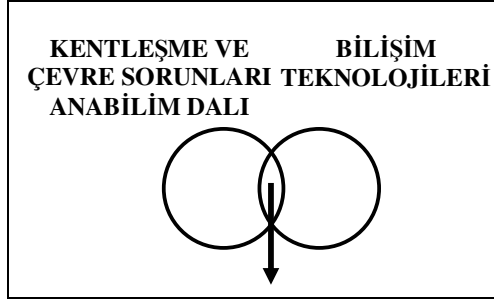 KENTLEŞME VE
ÇEVRE SORUNLARI
ANABİLİM DALI
BİLİŞİM
TEKNOLOJİLERİ